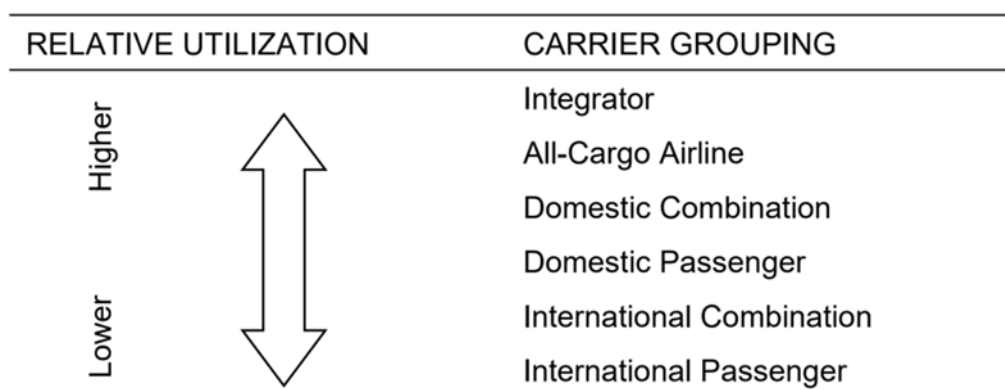 RELATIVE UTILIZATION CARRIER GROUPING
Higher
Lower
Integrator
All-Cargo Airline
Domestic Combination
Domestic Passenger
International Combination
International Passenger